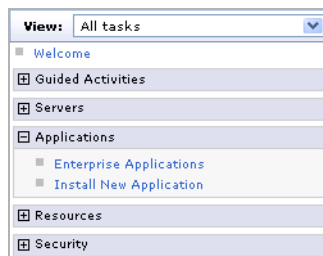 View: All tasks
Welcome
Guided Activities
Servers
Applications
Enterprise Applications
Install New Application
Resources
Security